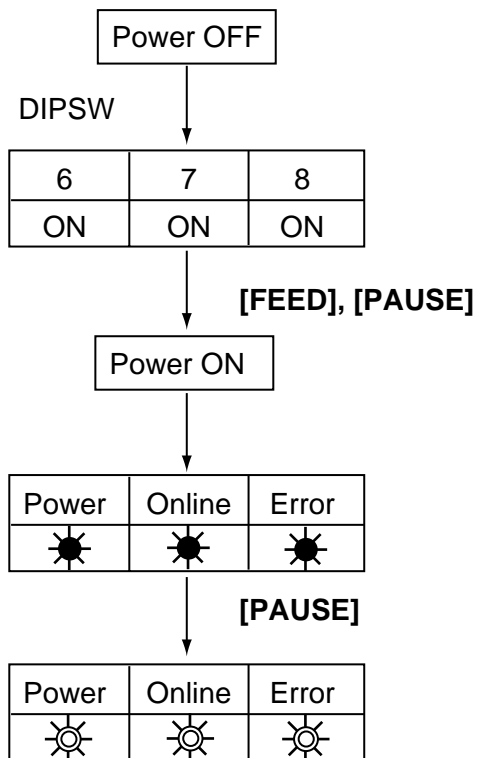 Power OFF
DIPSW
6 7 8
ON ON ON
[FEED], [PAUSE]
Power ON
Power Online Error
[PAUSE]
Power Online Error